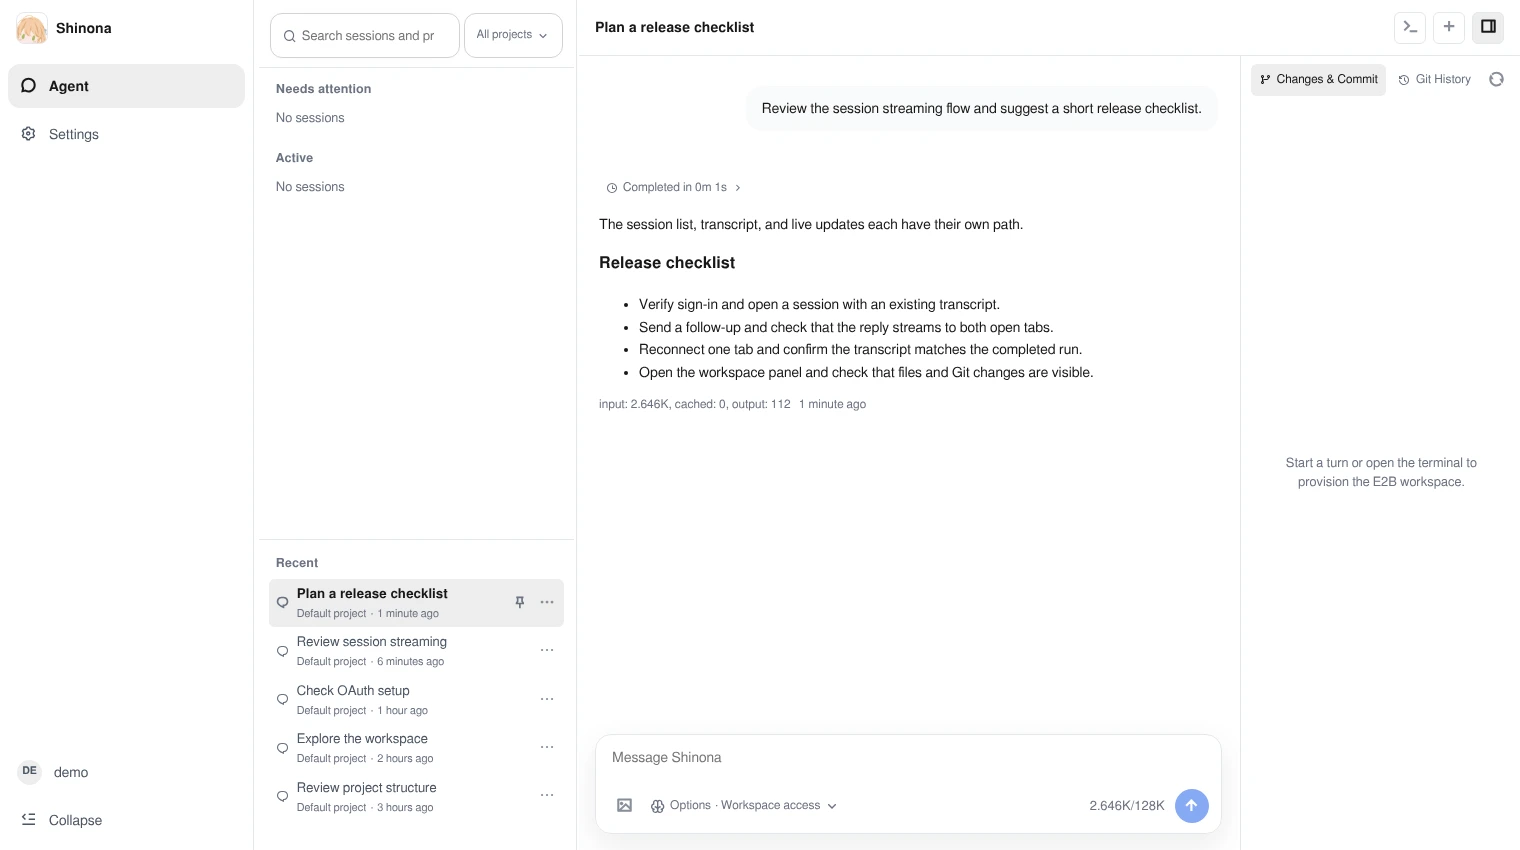 Shinona
Agent
Settings
DE
demo
Collapse
Search sessions and pr
All projects
Needs attention
No sessions
Active
No sessions
Recent
Plan a release checklist
Default project · 1 minute ago
Review session streaming
Default project · 6 minutes ago
Check OAuth setup
Default project · 1 hour ago
Explore the workspace
Default project · 2 hours ago
Review project structure
Default project · 3 hours ago
Plan a release checklist
Review the session streaming flow and suggest a short release checklist.
Completed in 0m 1s
The session list, transcript, and live updates each have their own path.
Release checklist
• Verify sign-in and open a session with an existing transcript.
• Send a follow-up and check that the reply streams to both open tabs.
• Reconnect one tab and confirm the transcript matches the completed run.
• Open the workspace panel and check that files and Git changes are visible.
input: 2.646K, cached: 0, output: 112 1 minute ago
Message Shinona
Options · Workspace access
2.646K/128K
Changes & Commit
Git History
Start a turn or open the terminal to
provision the E2B workspace.